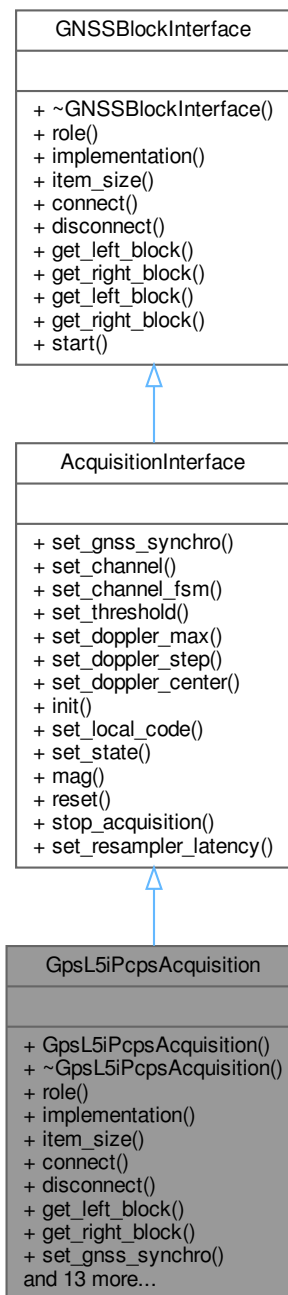 GNSSBlockInterface
+ ~GNSSBlockInterface()
+ role()
+ implementation()
+ item_size()
+ connect()
+ disconnect()
+ get_left_block()
+ get_right_block()
+ get_left_block()
+ get_right_block()
+ start()
AcquisitionInterface
+ set_gnss_synchro()
+ set_channel()
+ set_channel_fsm()
+ set_threshold()
+ set_doppler_max()
+ set_doppler_step()
+ set_doppler_center()
+ init()
+ set_local_code()
+ set_state()
+ mag()
+ reset()
+ stop_acquisition()
+ set_resampler_latency()
GpsL5iPcpsAcquisition
+ GpsL5iPcpsAcquisition()
+ ~GpsL5iPcpsAcquisition()
+ role()
+ implementation()
+ item_size()
+ connect()
+ disconnect()
+ get_left_block()
+ get_right_block()
+ set_gnss_synchro()
and 13 more...